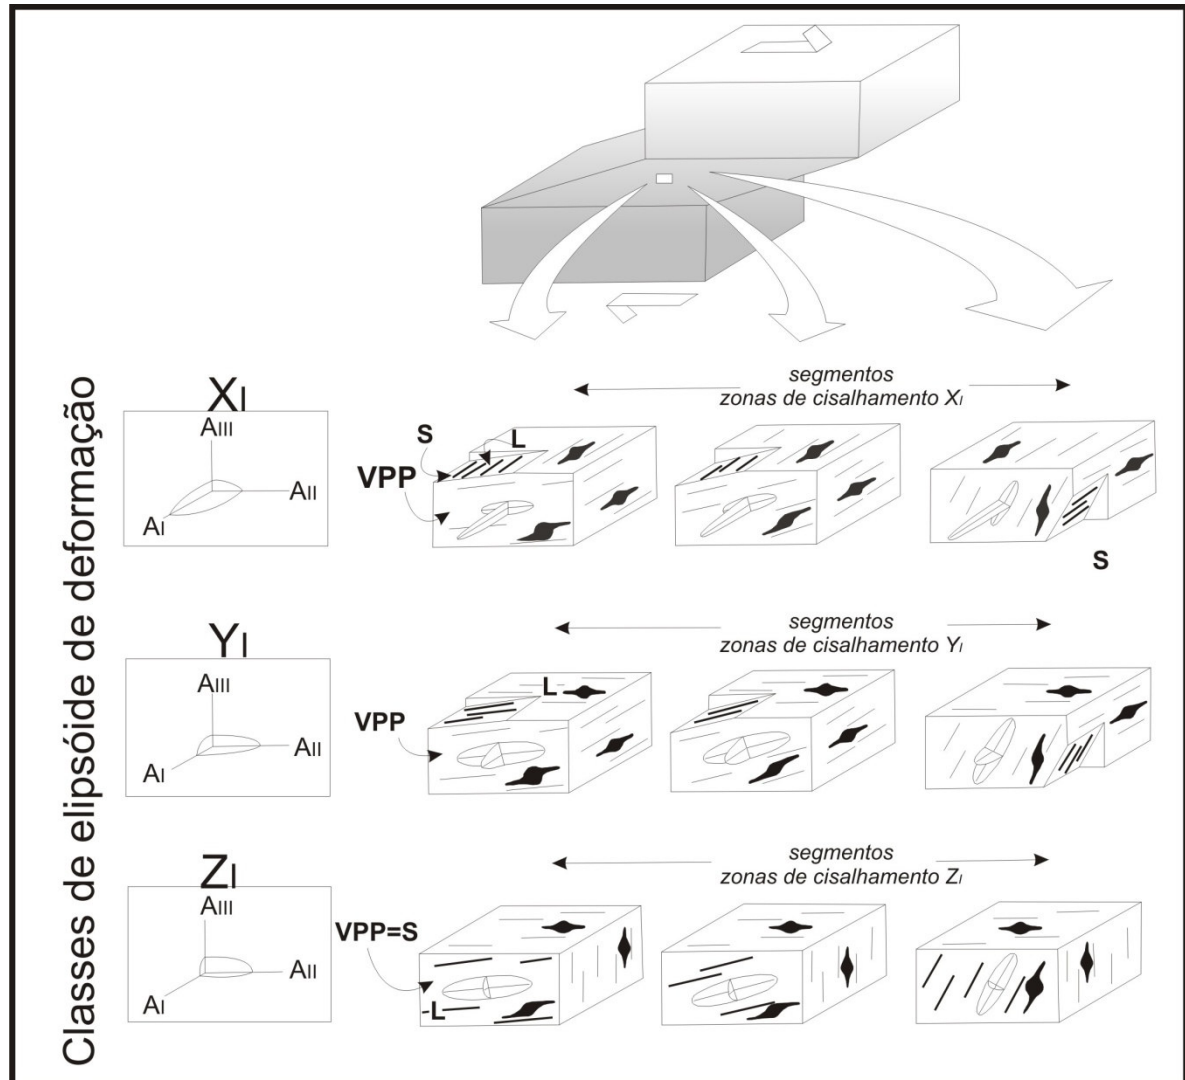 Classes de elipsóide de deformação
XI
AIII
AII
AI
segmentos
zonas de cisalhamento XI
S
L
VPP
S
YI
AIII
AII
AI
segmentos
zonas de cisalhamento YI
L
VPP
ZI
AIII
AII
AI
segmentos
zonas de cisalhamento ZI
VPP=S
L